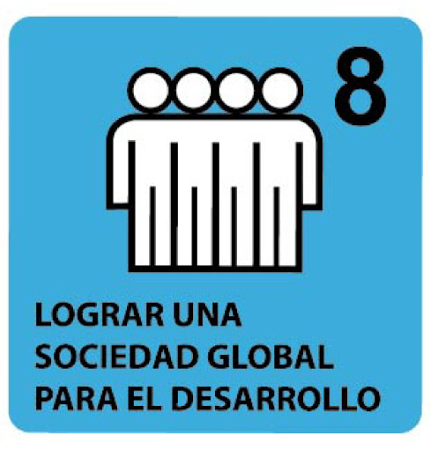 8
LOGRAR UNA
SOCIEDAD GLOBAL
PARA EL DESARROLLO